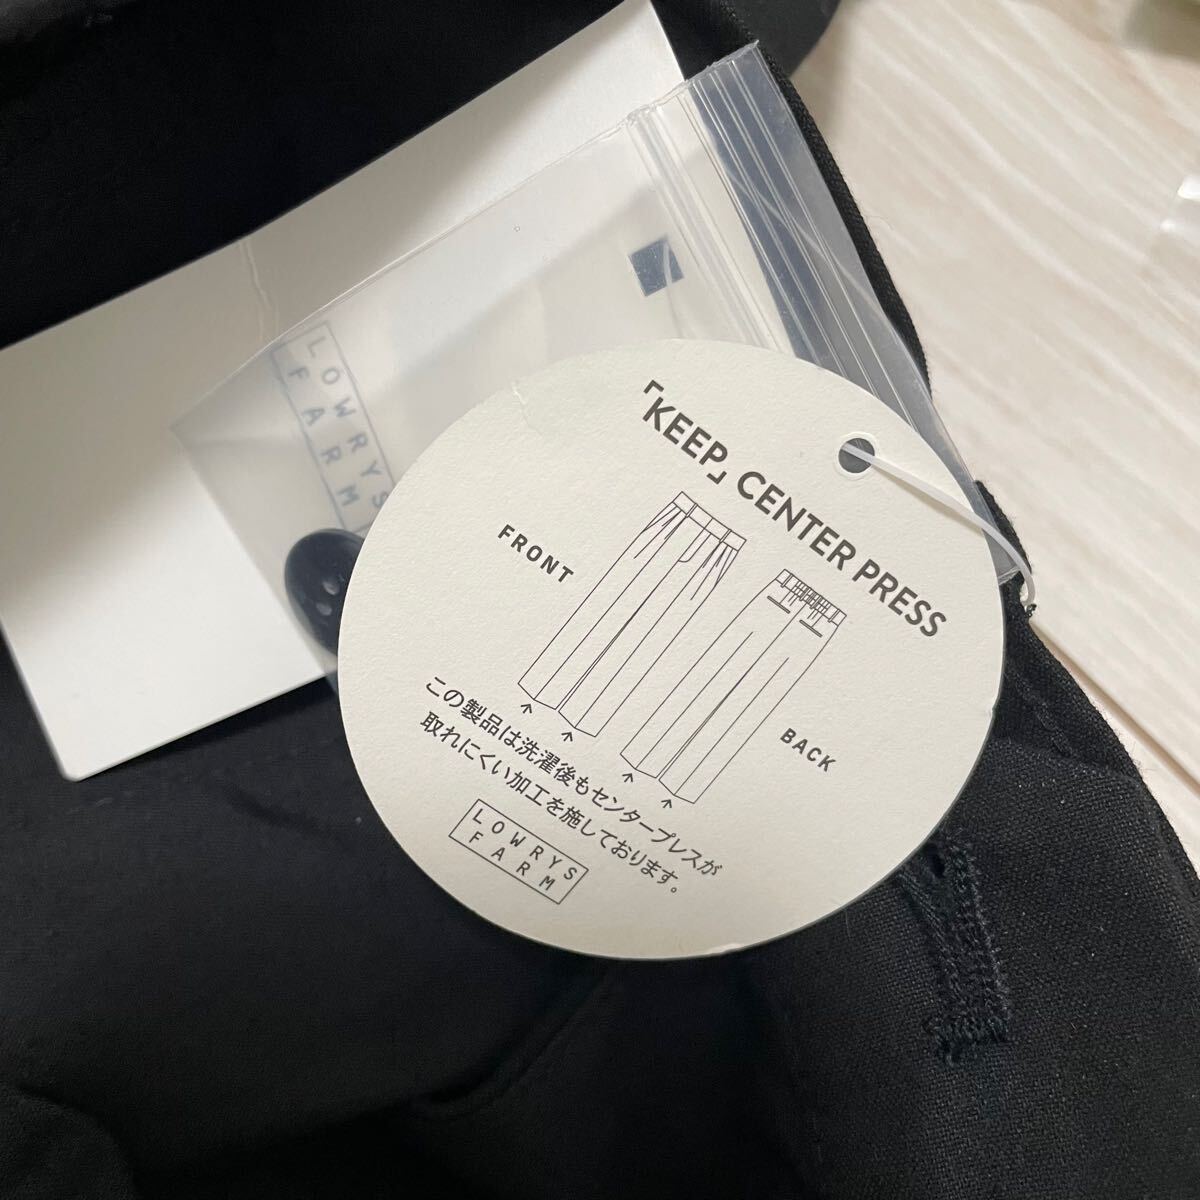 「KEEP」 CENTER PRESS
FRONT
BACK
この製品は洗濯後もセンタープレスが
取れにくい加工を施しております。
LOWRYS
FARM
LOWRYS
FARM